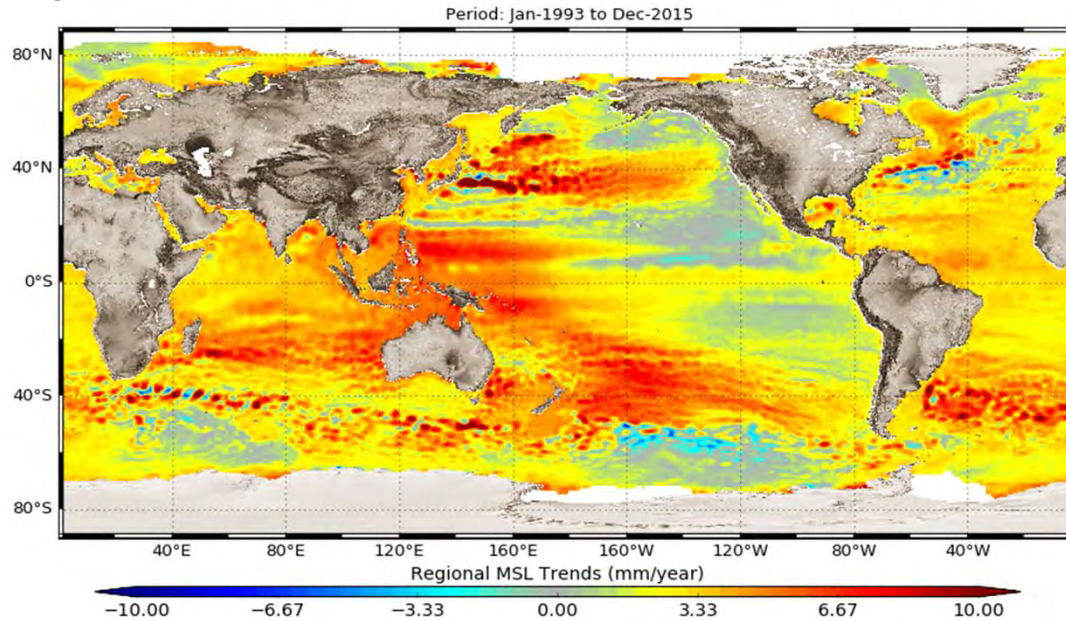 Period: Jan-1993 to Dec-2015
80°N
40°N
0°S
40°S
80°S
40°E 80°E 120°E 160°E 160°W 120°W 80°W 40°W
Regional MSL Trends (mm/year)
−10.00 −6.67 −3.33 0.00 3.33 6.67 10.00